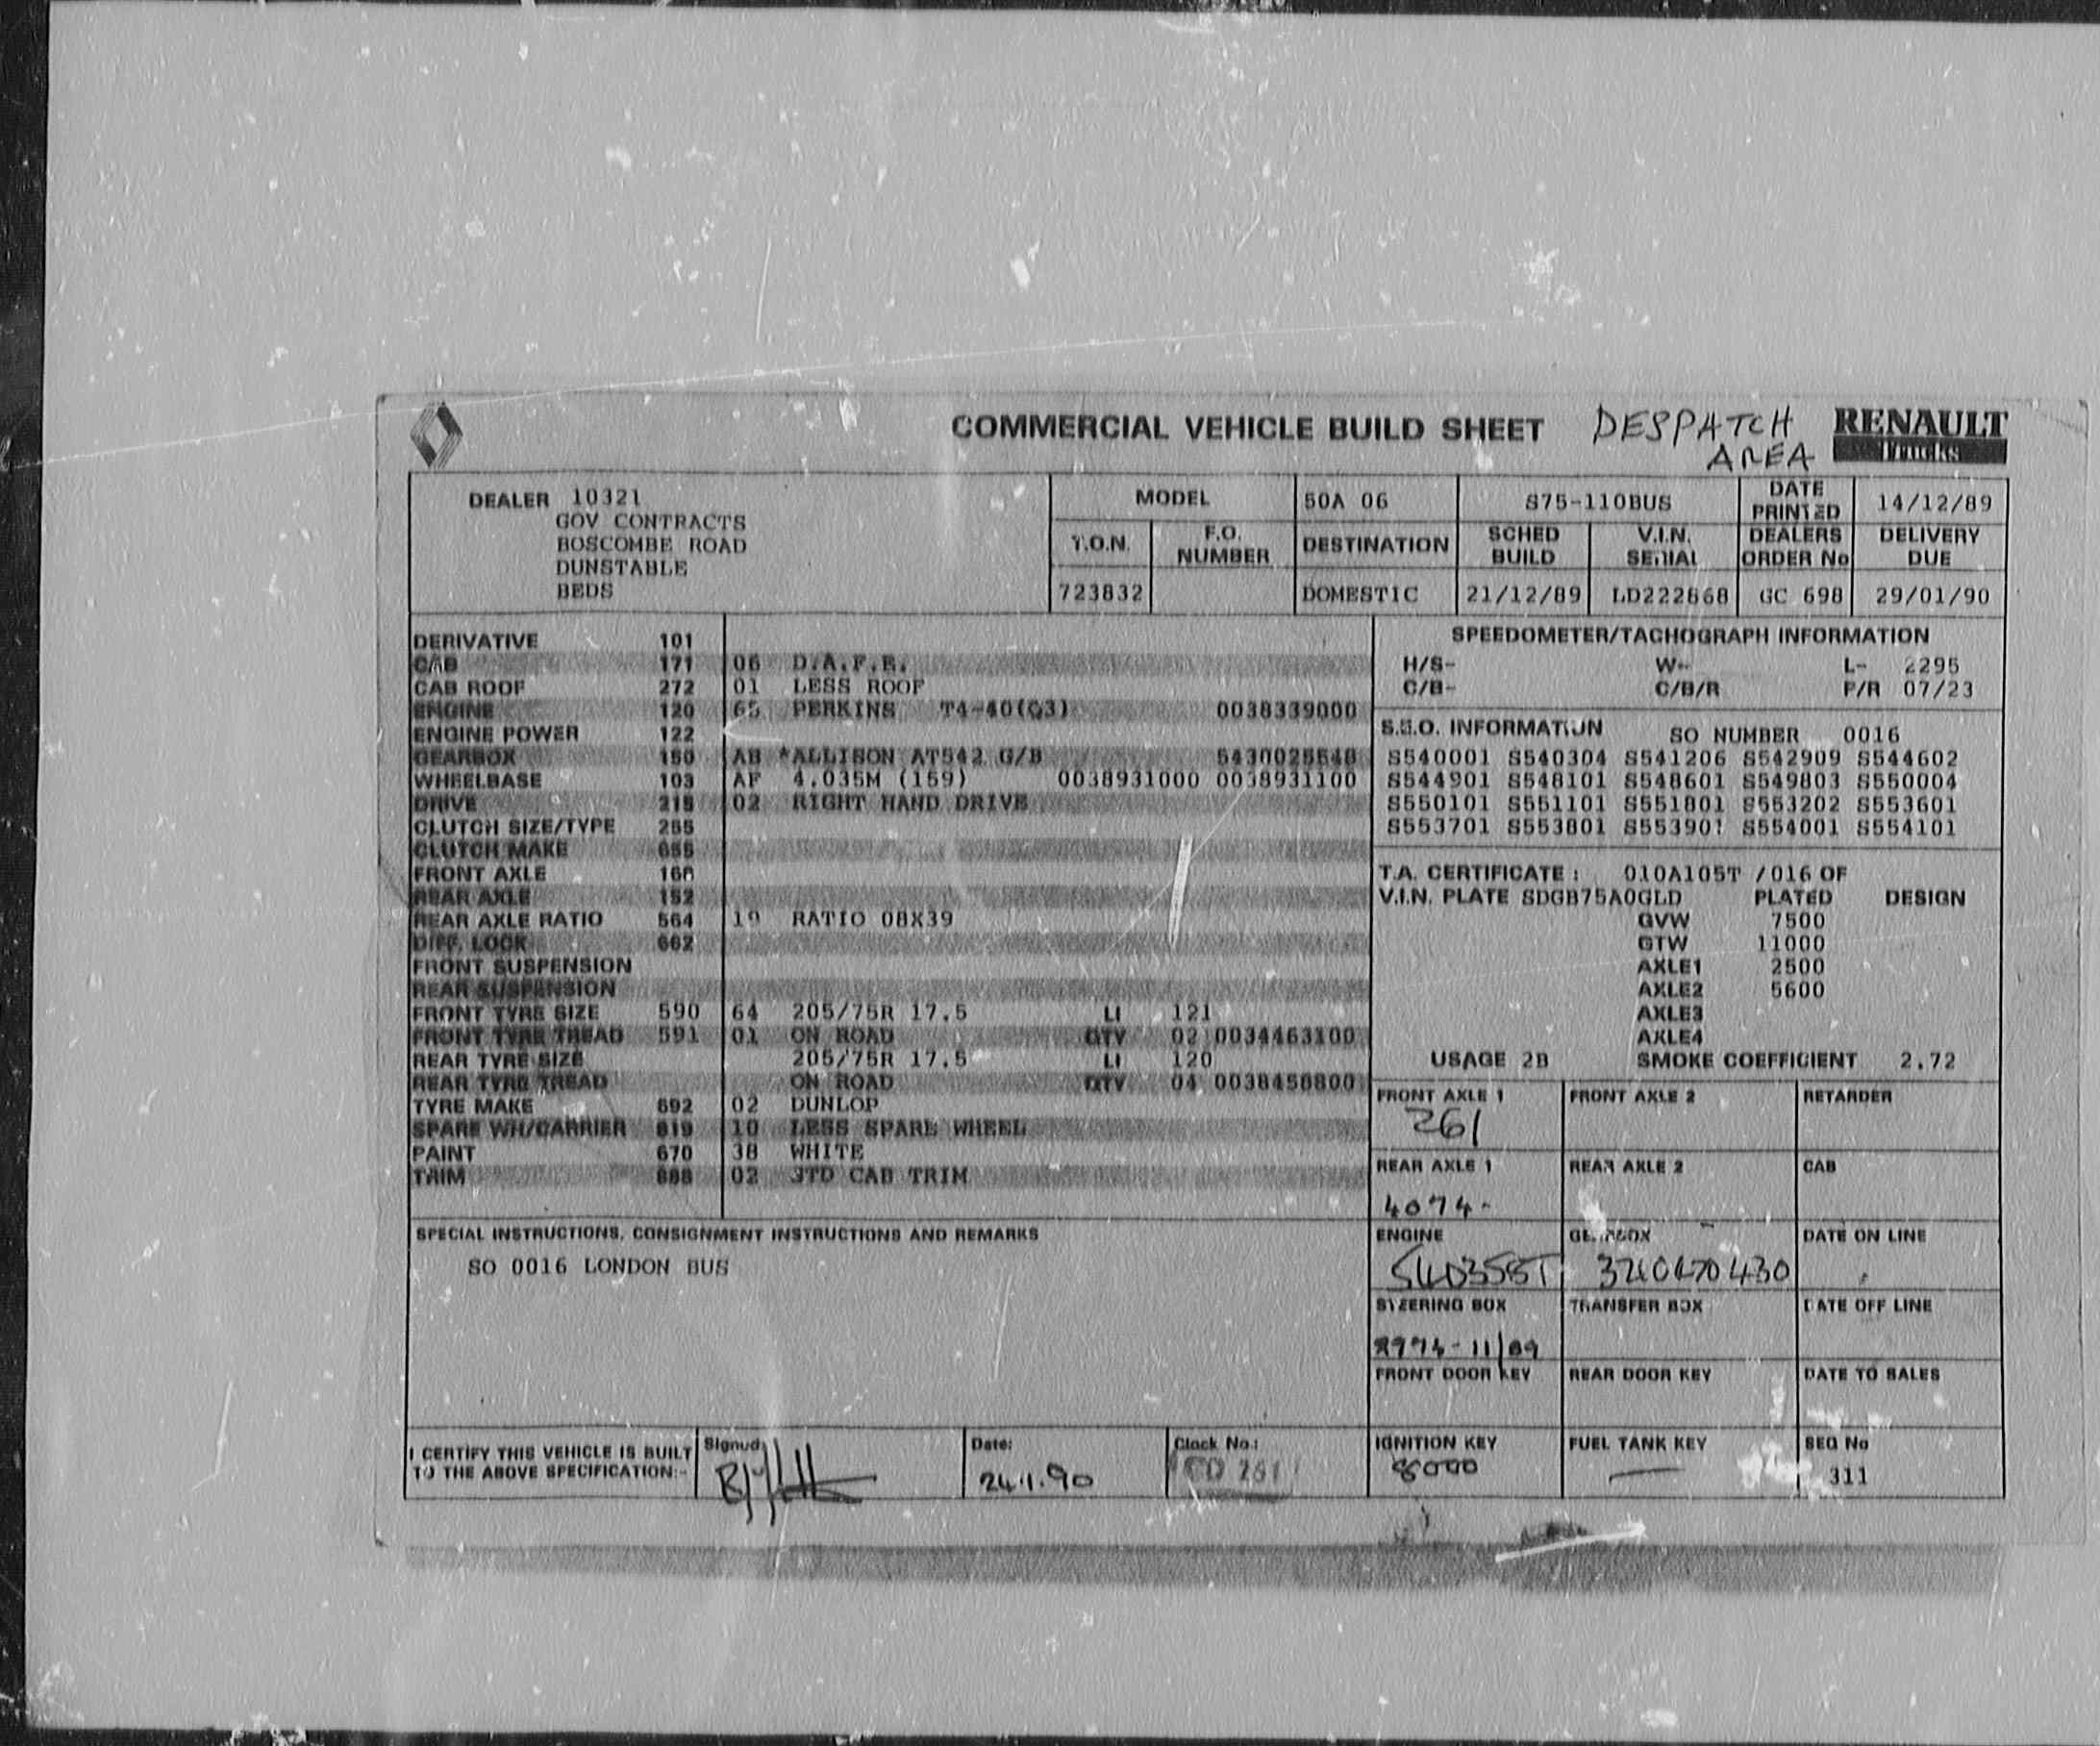 COMMERCIAL VEHICLE BUILD SHEET DESPATCH AREA RENAULT TRUCKS
DEALER 10321
GOV CONTRACTS
BOSCOMBE ROAD
DUNSTABLE
BEDS
MODEL 50A 06 S75-110BUS DATE PRINTED 14/12/89
T.O.N. F.O. NUMBER DESTINATION SCHED BUILD V.I.N. SERIAL DEALERS ORDER No DELIVERY DUE
723832 DOMESTIC 21/12/89 LD222868 GC 698 29/01/90
DERIVATIVE 101
CAB 171 06
CAB ROOF 272 01 LESS ROOF
ENGINE 120 65 PERKINS T4-40(Q3) 0038339000
ENGINE POWER 122
GEARBOX 150 AB *ALLISON AT542 G/B
WHEELBASE 103 AF 4.035M (159) 0038931000 0038931100
DRIVE 215 02 RIGHT HAND DRIVE
CLUTCH SIZE/TYPE 255
CLUTCH MAKE 655
FRONT AXLE
REAR AXLE 152
REAR AXLE RATIO 564 19 RATIO 08X39
DIFF. LOCK 662
FRONT SUSPENSION
REAR SUSPENSION
FRONT TYRE SIZE 590 64 205/75R 17.5 LI 121
FRONT TYRE TREAD 591 01 ON ROAD QTY 02 0034463100
REAR TYRE SIZE 205/75R 17.5 LI 120
REAR TYRE TREAD ON ROAD QTY 04 0038450800
TYRE MAKE 692 02 DUNLOP
SPARE WH/CARRIER 619 10 LESS SPARE WHEEL
PAINT 670 38 WHITE
TRIM 688 02 STD CAB TRIM
SPECIAL INSTRUCTIONS, CONSIGNMENT INSTRUCTIONS AND REMARKS
SO 0016 LONDON BUS
I CERTIFY THIS VEHICLE IS BUILT
TO THE ABOVE SPECIFICATION:-
Signed
Date: 24.1.90
Clock No.: CD 261
SPEEDOMETER/TACHOGRAPH INFORMATION
H/S- W- L- 2295
C/B- C/B/R P/R 07/23
S.S.O. INFORMATION SO NUMBER 0016
S540001 S540304 S541206 S542909 S544602
S544901 S548101 S548601 S549803 S550004
S550101 S551101 S551801 S553202 S553601
S553701 S553801 S553901 S554001 S554101
T.A. CERTIFICATE : 010A105T /016 OF
V.I.N. PLATE SDGB75A0GLD PLATED DESIGN
GVW 7500
GTW 11000
AXLE1 2500
AXLE2 5600
AXLE3
AXLE4
USAGE 2B SMOKE COEFFICIENT 2.72
FRONT AXLE 1 FRONT AXLE 2 RETARDER
261
REAR AXLE 1 REAR AXLE 2 CAB
4074-
ENGINE GEARBOX DATE ON LINE
STEERING BOX TRANSFER BOX DATE OFF LINE
FRONT DOOR KEY REAR DOOR KEY DATE TO SALES
IGNITION KEY FUEL TANK KEY SEQ No
8000 311